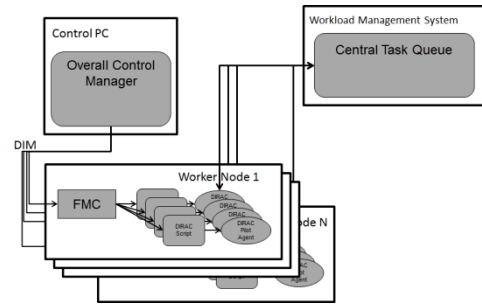 Control PC
Overall Control
Manager
Workload Management System
Central Task Queue
DIM
Worker Node 1
FMC
DIRAC
Script
DIRAC
DIRAC
DIRAC
DIRAC
Pilot
Agent
ode N
DIRAC